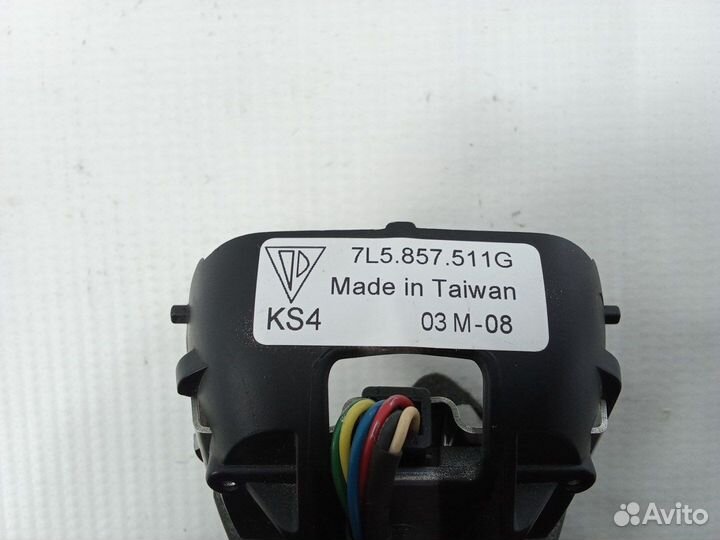 7L5.857.511G
Made in Taiwan
KS4 03 M-08
Avito